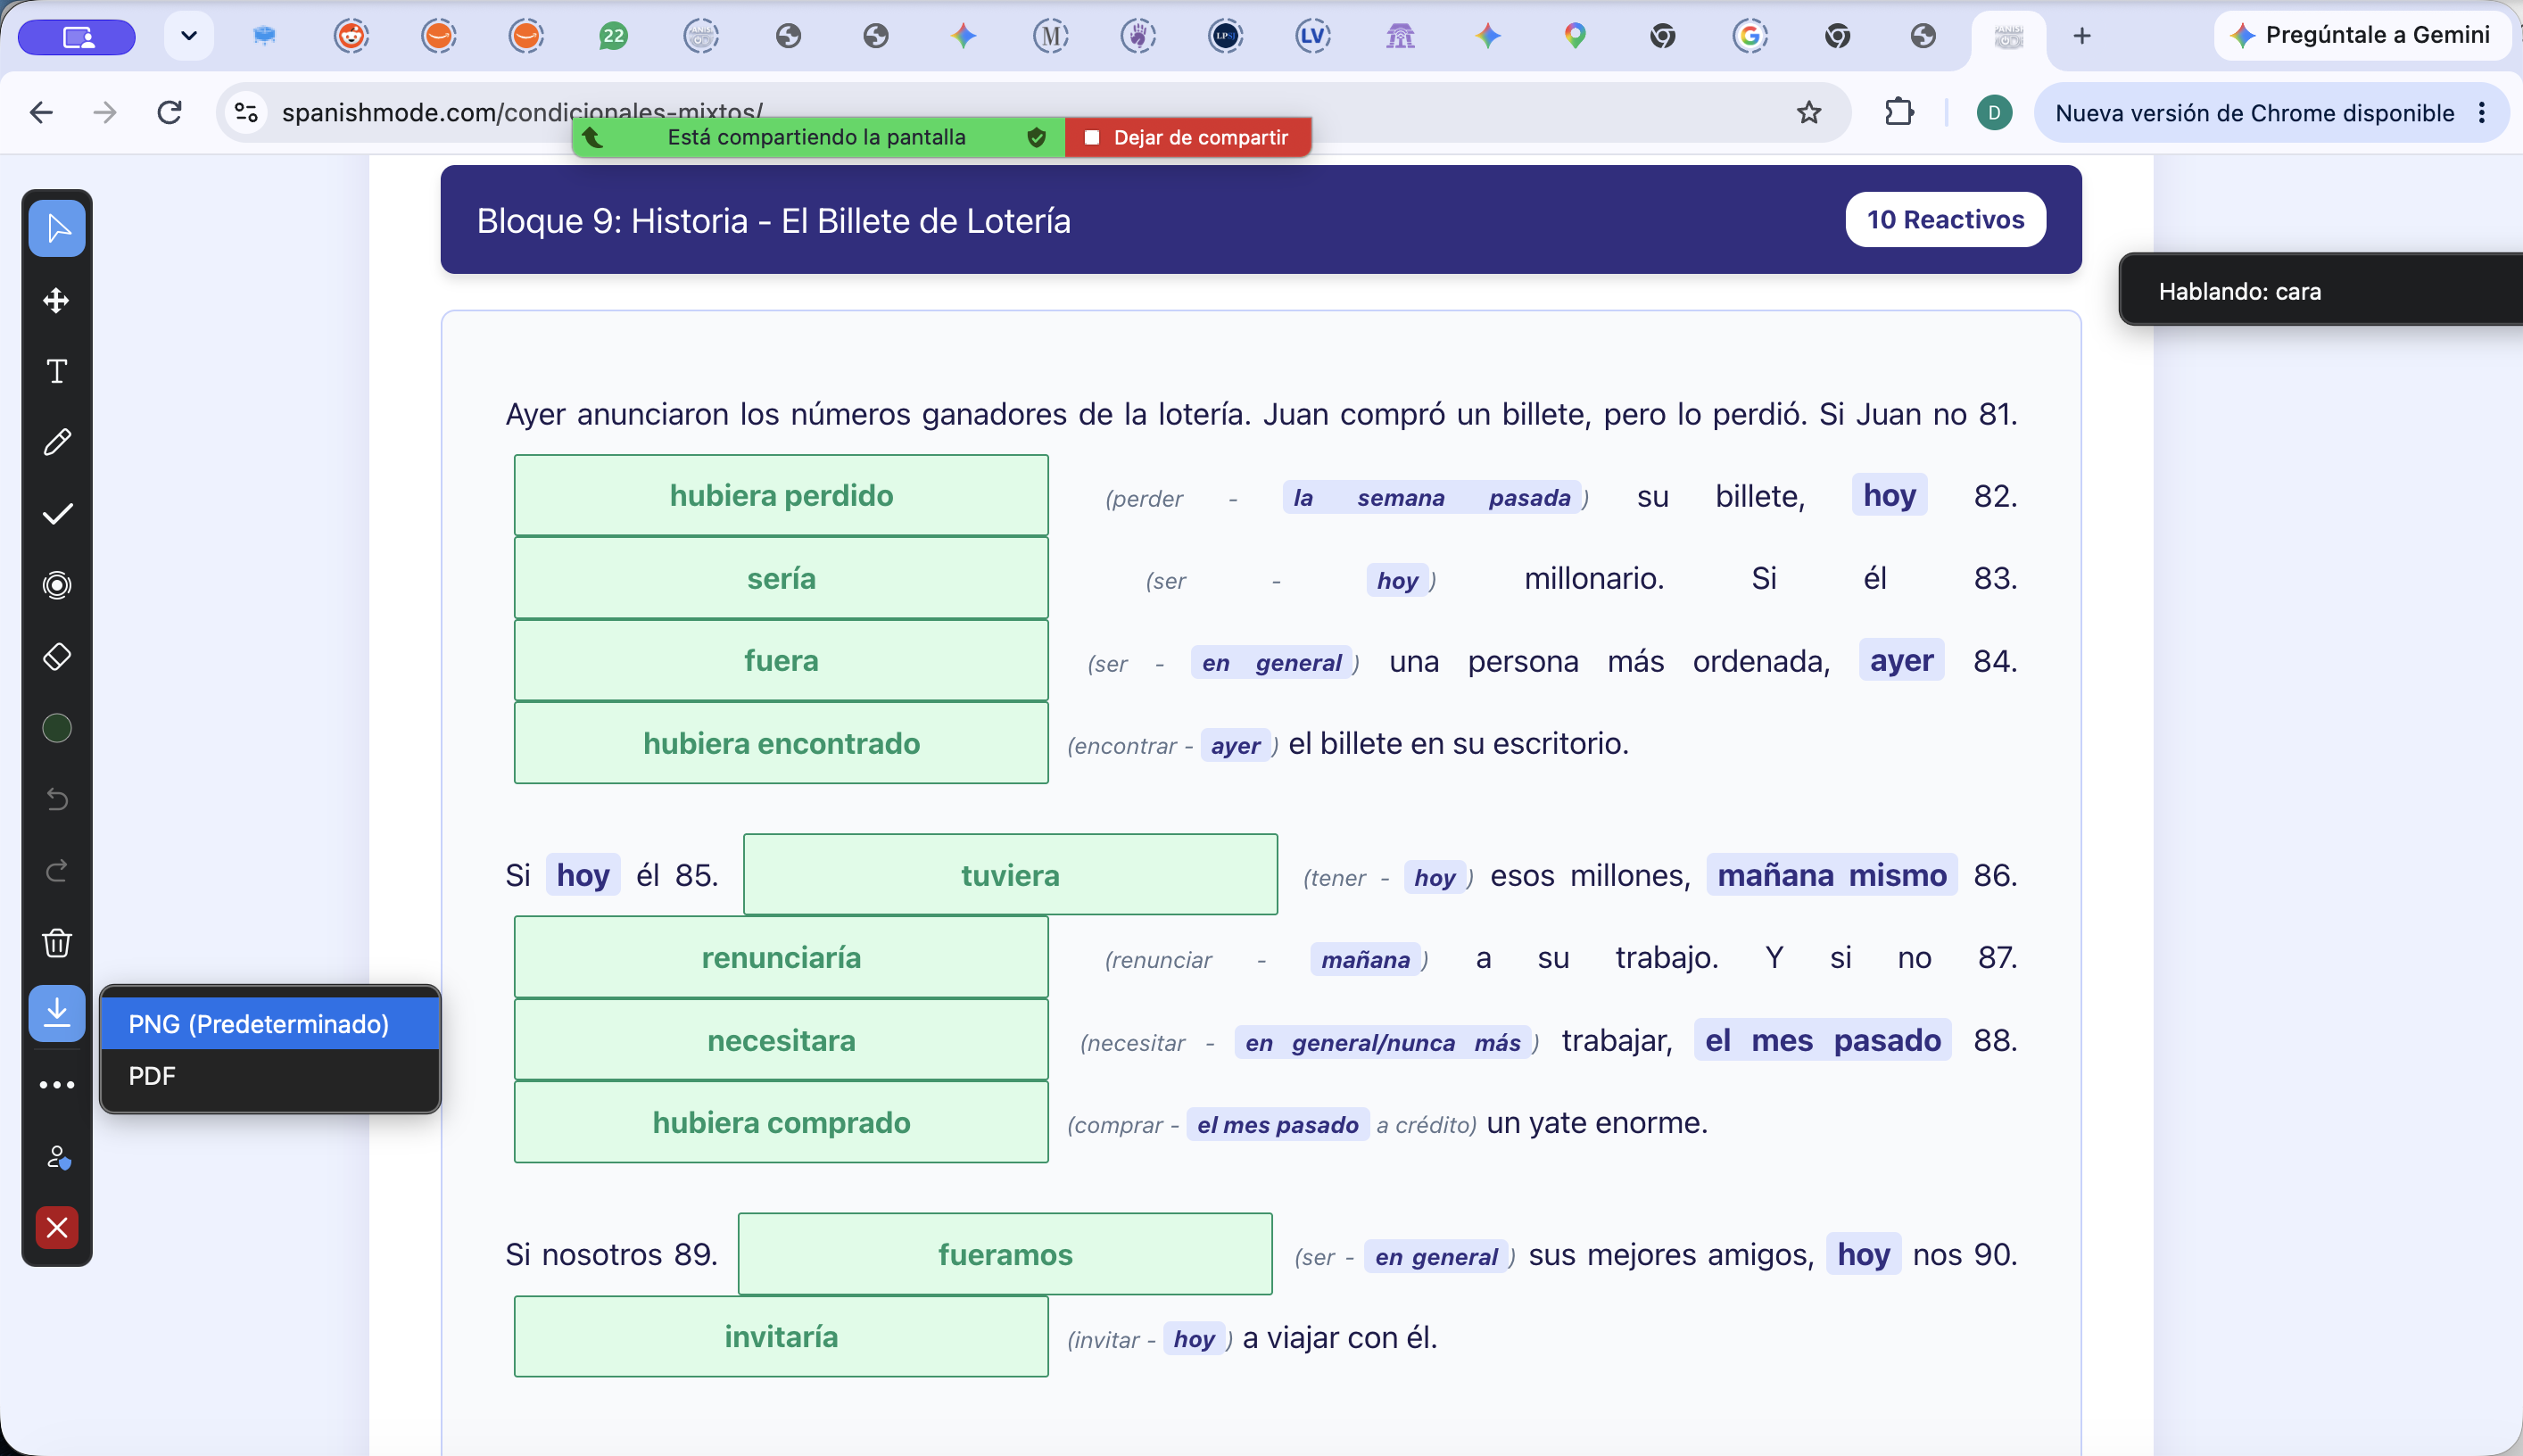 22
LV
Pregúntale a Gemini
spanishmode.com/condicionales-mixtos/
D
Nueva versión de Chrome disponible
Está compartiendo la pantalla
Dejar de compartir
Bloque 9: Historia - El Billete de Lotería
10 Reactivos
Hablando: cara
Ayer anunciaron los números ganadores de la lotería. Juan compró un billete, pero lo perdió. Si Juan no 81.
hubiera perdido (perder - la semana pasada) su billete, hoy 82.
sería (ser - hoy) millonario. Si él 83.
fuera (ser - en general) una persona más ordenada, ayer 84.
hubiera encontrado (encontrar - ayer) el billete en su escritorio.
Si hoy él 85. tuviera (tener - hoy) esos millones, mañana mismo 86.
renunciaría (renunciar - mañana) a su trabajo. Y si no 87.
necesitara (necesitar - en general/nunca más) trabajar, el mes pasado 88.
hubiera comprado (comprar - el mes pasado a crédito) un yate enorme.
Si nosotros 89. fueramos (ser - en general) sus mejores amigos, hoy nos 90.
invitaría (invitar - hoy) a viajar con él.
PNG (Predeterminado)
PDF